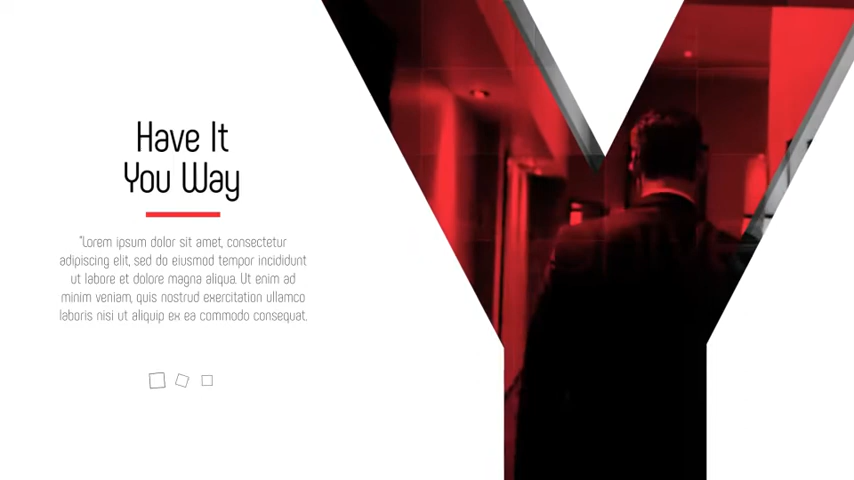 Have It
You Way
"Lorem ipsum dolor sit amet, consectetur
adipiscing elit, sed do eiusmod tempor incididunt
ut labore et dolore magna aliqua. Ut enim ad
minim veniam, quis nostrud exercitation ullamco
laboris nisi ut aliquip ex ea commodo consequat.